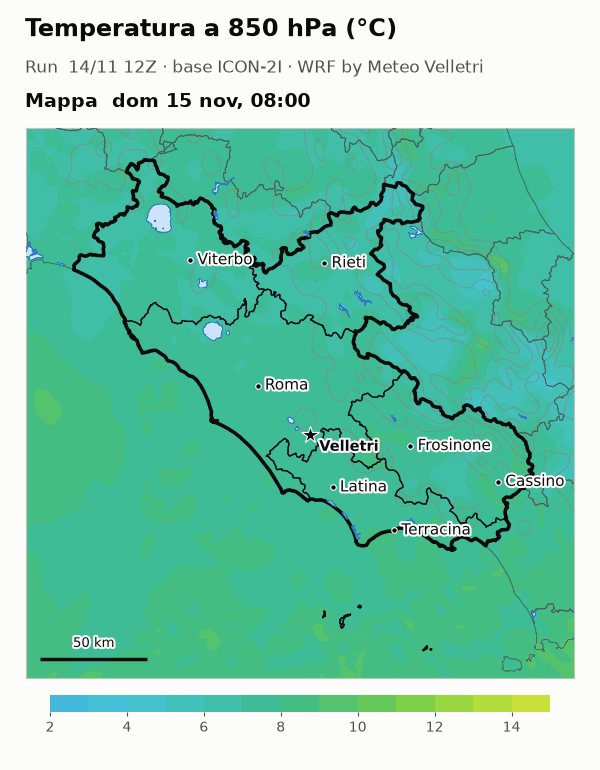 Temperatura a 850 hPa (°C)
Run  14/11 12Z · base ICON-2I · WRF by Meteo Velletri
Mappa  dom 15 nov, 08:00
Viterbo
Rieti
Roma
Velletri
Frosinone
Cassino
Latina
Terracina
50 km
2 4 6 8 10 12 14